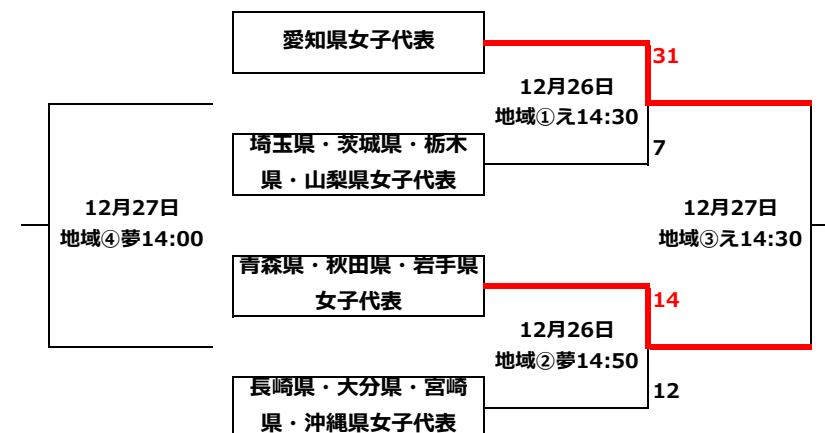 愛知県女子代表
31
12月26日
地域①え14:30
埼玉県・茨城県・栃木
県・山梨県女子代表
7
12月27日
地域④夢14:00
12月27日
地域③え14:30
青森県・秋田県・岩手県
女子代表
14
12月26日
地域②夢14:50
長崎県・大分県・宮崎
県・沖縄県女子代表
12